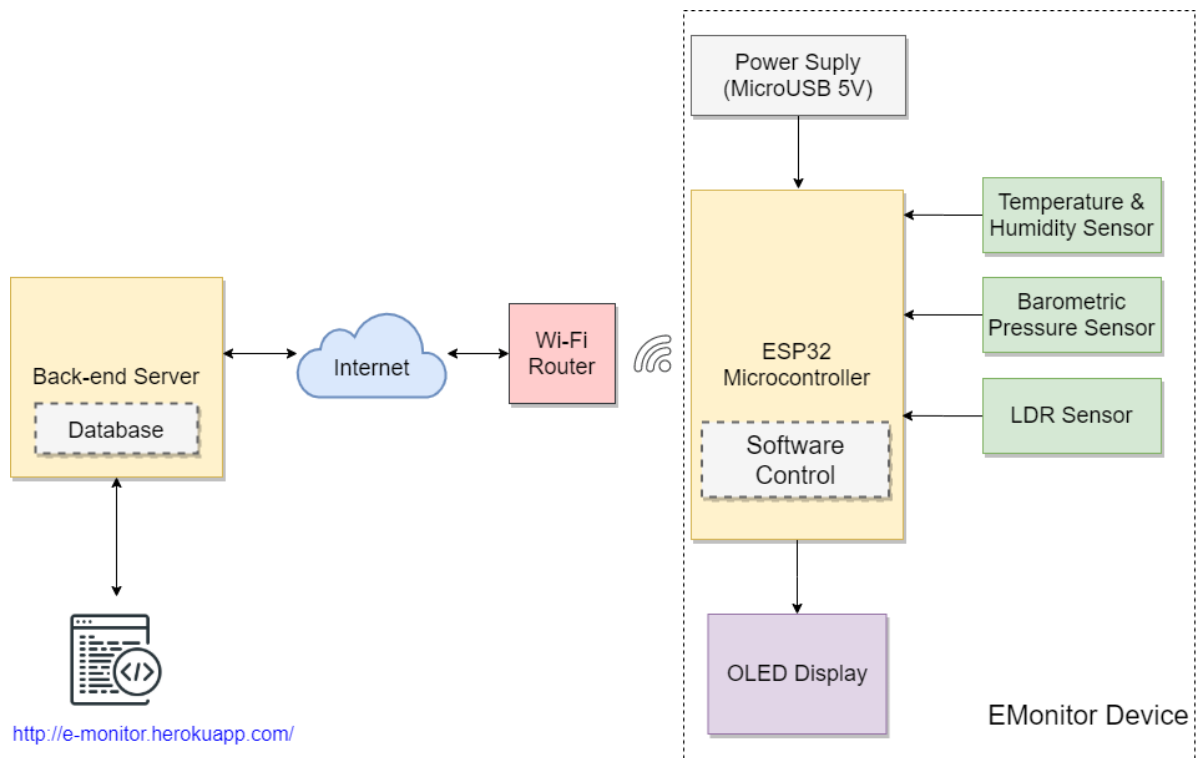 Power Suply
(MicroUSB 5V)
Temperature &
Humidity Sensor
Barometric
Pressure Sensor
LDR Sensor
ESP32
Microcontroller
Software
Control
Wi-Fi
Router
Internet
Back-end Server
Database
OLED Display
EMonitor Device
</>
http://e-monitor.herokuapp.com/